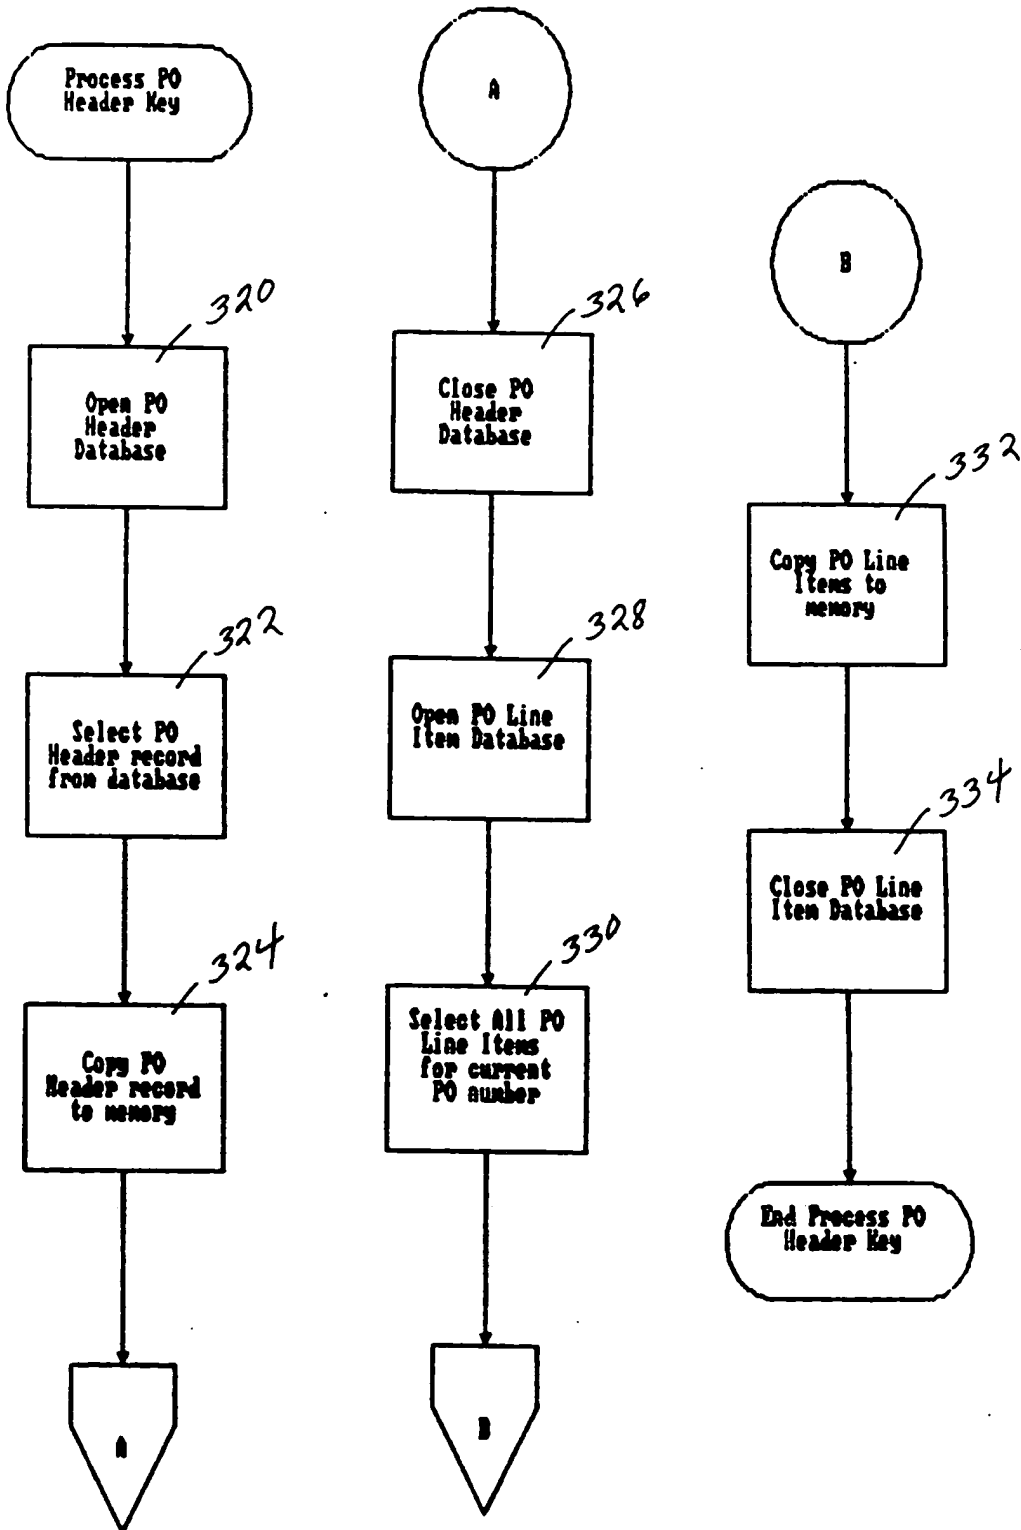 Process PO
Header Key
320
Open PO
Header
Database
322
Select PO
Header record
from database
324
Copy PO
Header record
to memory
A
A
326
Close PO
Header
Database
328
Open PO Line
Item Database
330
Select All PO
Line Items
for current
PO number
B
B
332
Copy PO Line
Items to
memory
334
Close PO Line
Item Database
End Process PO
Header Key